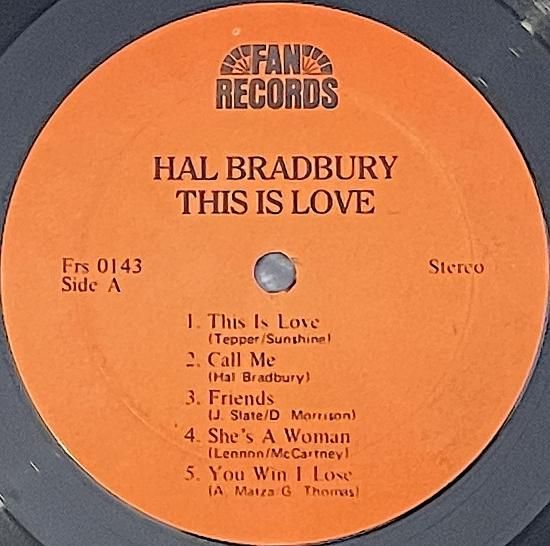 FAN
RECORDS
HAL BRADBURY
THIS IS LOVE
Frs 0143
Side A
Stereo
1. This Is Love
(Tepper/Sunshine)
2. Call Me
(Hal Bradbury)
3. Friends
(J. Slate/D. Morrison)
4. She's A Woman
(Lennon/McCartney)
5. You Win I Lose
(A. Matza/G. Thomas)